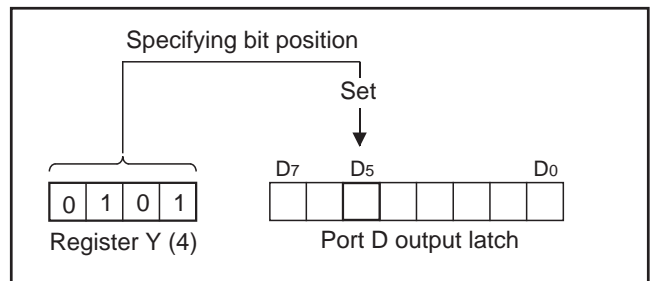 Specifying bit position
Set
D7 D5 D0
0 1 0 1
Register Y (4) Port D output latch